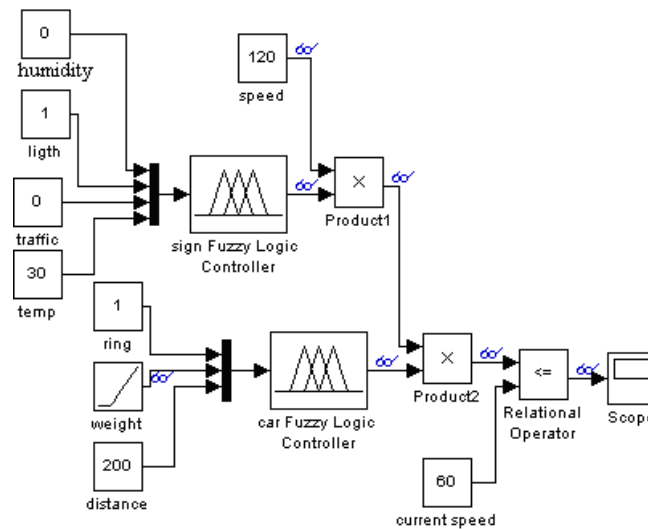 0
humidity
120
speed
1
ligth
0
traffic
×
Product1
sign Fuzzy Logic
Controller
30
temp
1
ring
weight
×
Product2
<=
Relational
Operator
Scope
car Fuzzy Logic
Controller
200
distance
60
current speed